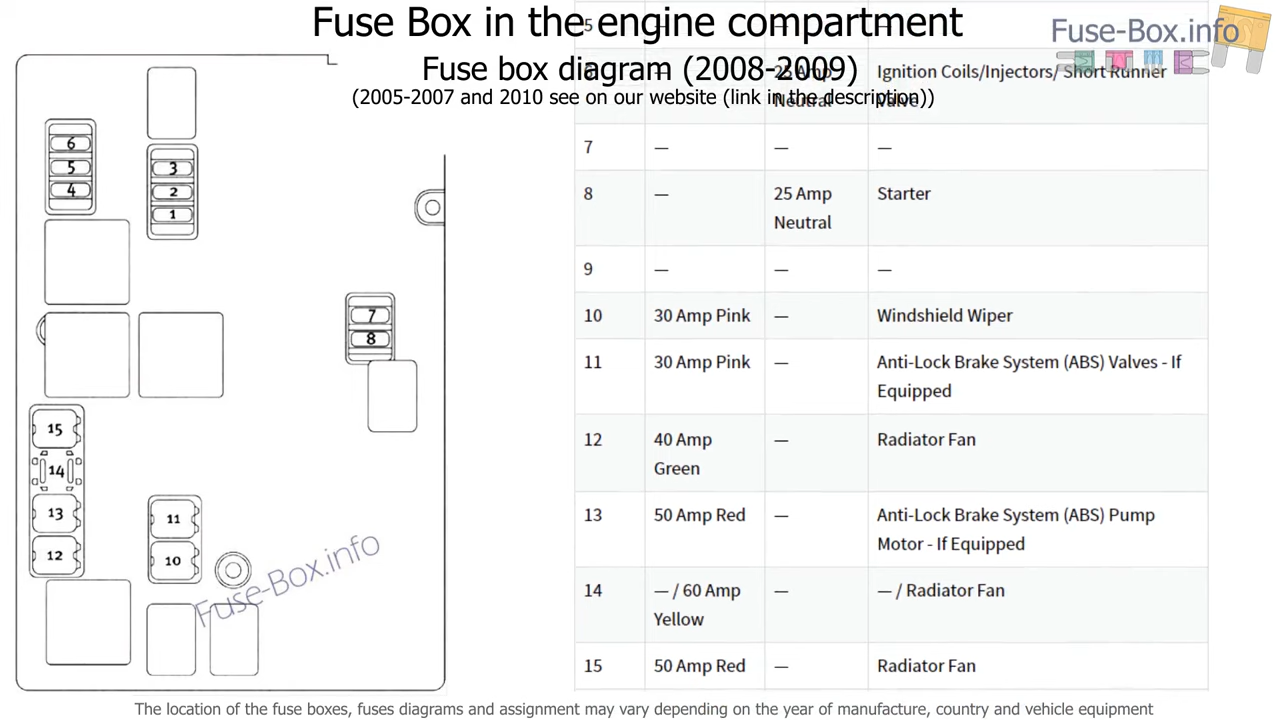 Fuse Box in the engine compartment
Fuse box diagram (2008-2009)
(2005-2007 and 2010 see on our website (link in the description))
Fuse-Box.info
6
5
4
3
2
1
7
8
15
14
13
12
11
10
Fuse-Box.info
5 — — —
— 25 Amp Ignition Coils/Injectors/ Short Runner
Neutral Valve
7 — — —
8 — 25 Amp Starter
Neutral
9 — — —
10 30 Amp Pink — Windshield Wiper
11 30 Amp Pink — Anti-Lock Brake System (ABS) Valves - If
Equipped
12 40 Amp — Radiator Fan
Green
13 50 Amp Red — Anti-Lock Brake System (ABS) Pump
Motor - If Equipped
14 — / 60 Amp — — / Radiator Fan
Yellow
15 50 Amp Red — Radiator Fan
The location of the fuse boxes, fuses diagrams and assignment may vary depending on the year of manufacture, country and vehicle equipment